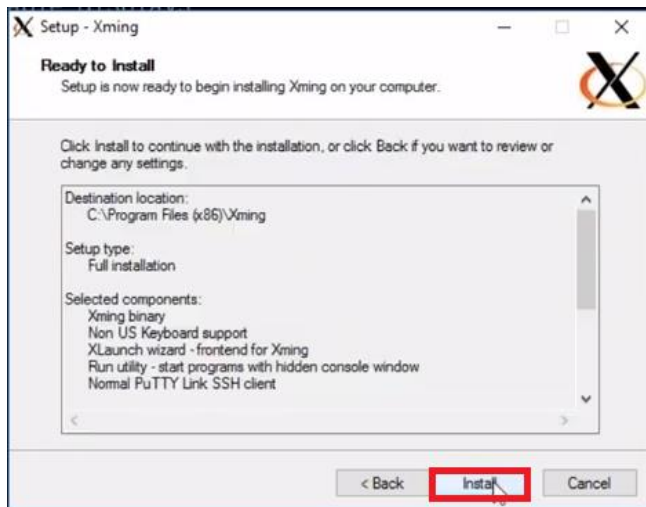 Setup - Xming
Ready to Install
Setup is now ready to begin installing Xming on your computer.
Click Install to continue with the installation, or click Back if you want to review or
change any settings.
Destination location:
C:\Program Files (x86)\Xming
Setup type:
Full installation
Selected components:
Xming binary
Non US Keyboard support
XLaunch wizard - frontend for Xming
Run utility - start programs with hidden console window
Normal PuTTY Link SSH client
< Back
Install
Cancel